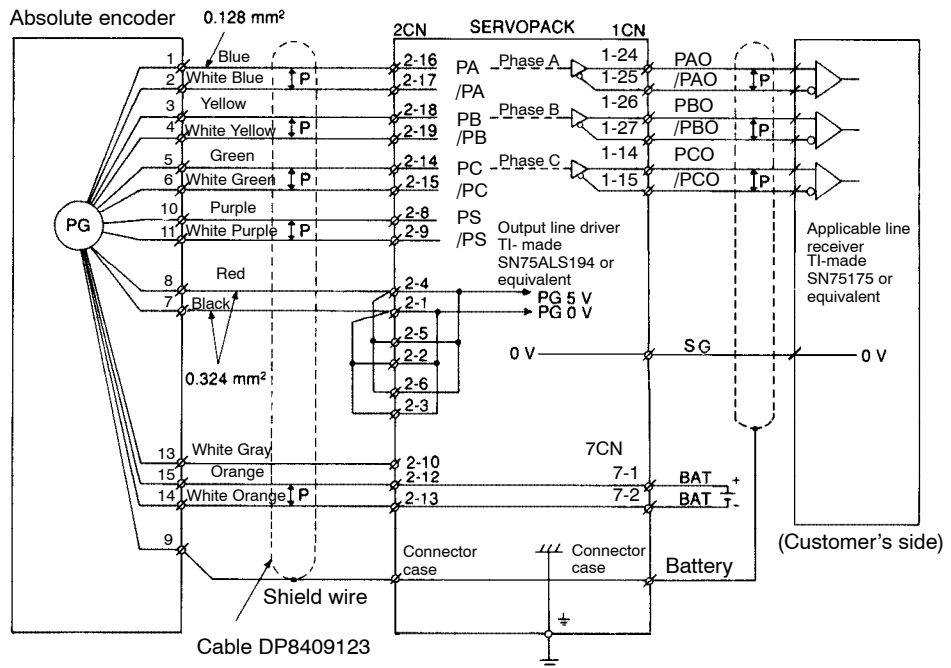 Absolute encoder
0.128 mm²
2CN
SERVOPACK
1CN
1
Blue
2-16
PA
Phase A
1-24
PAO
2
White Blue
P
2-17
/PA
1-25
/PAO
P
3
Yellow
2-18
PB
Phase B
1-26
PBO
4
White Yellow
P
2-19
/PB
1-27
/PBO
P
5
Green
2-14
PC
Phase C
1-14
PCO
6
White Green
P
2-15
/PC
1-15
/PCO
P
PG
10
Purple
2-8
PS
11
White Purple
P
2-9
/PS
Output line driver
TI- made
SN75ALS194 or
equivalent
Applicable line
receiver
TI-made
SN75175 or
equivalent
8
Red
2-4
PG 5 V
7
Black
2-1
PG 0 V
2-5
2-2
0 V
SG
0 V
0.324 mm²
2-6
2-3
13
White Gray
2-10
7CN
15
Orange
2-12
7-1
BAT
+
14
White Orange
P
2-13
7-2
BAT
-
9
(Customer's side)
Connector
case
Connector
case
Battery
Shield wire
Cable DP8409123